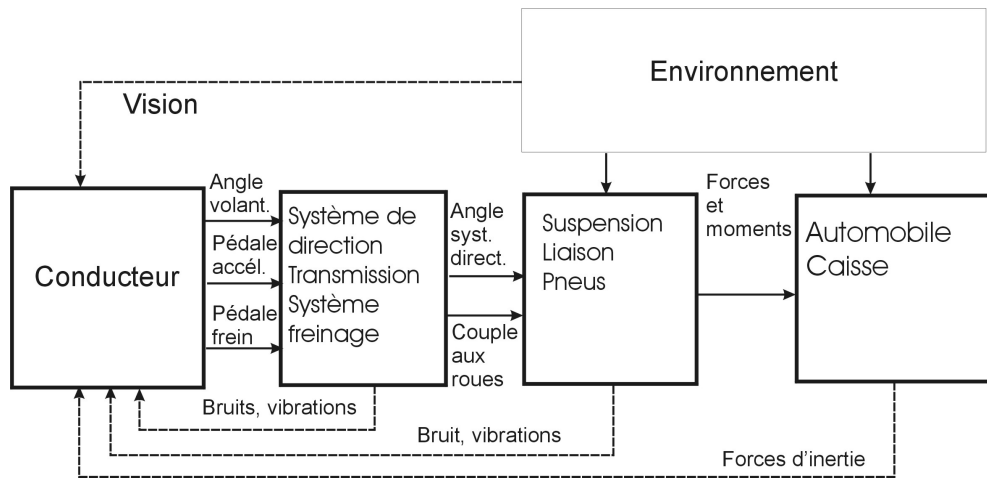 Environnement
Vision
Angle
volant.
Pédale
accél.
Pédale
frein
Conducteur
Système de
direction
Transmission
Système
freinage
Angle
syst.
direct.
Couple
aux
roues
Suspension
Liaison
Pneus
Forces
et
moments
Automobile
Caisse
Bruits, vibrations
Bruit, vibrations
Forces d'inertie